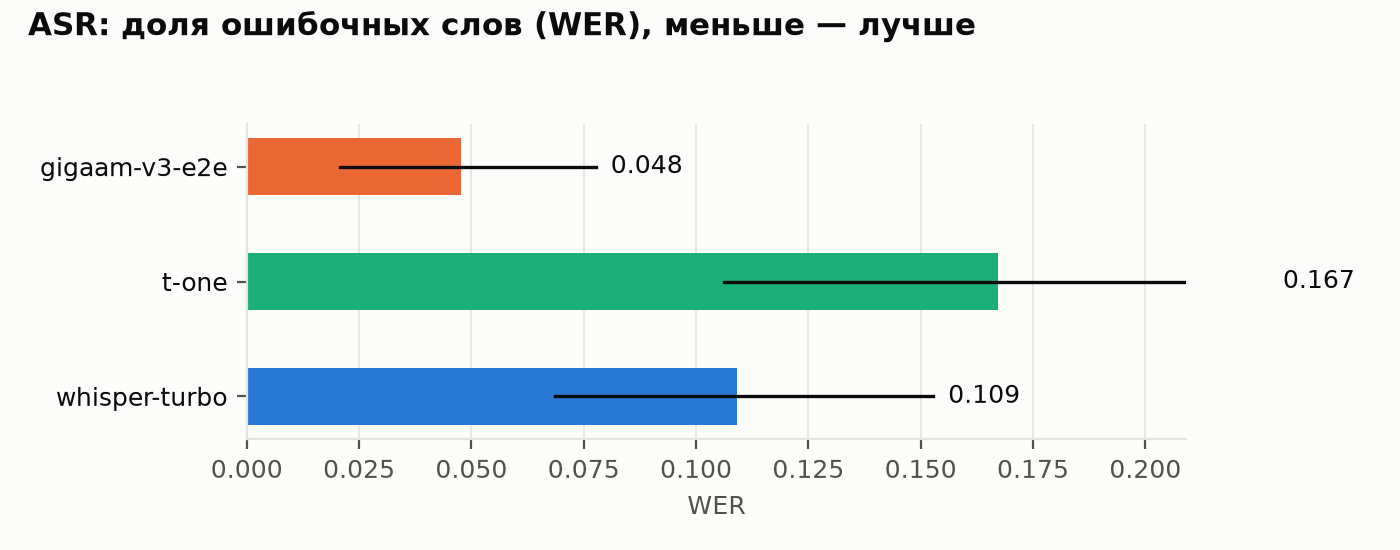 ASR: доля ошибочных слов (WER), меньше — лучше
gigaam-v3-e2e
0.048
t-one
0.167
whisper-turbo
0.109
0.000 0.025 0.050 0.075 0.100 0.125 0.150 0.175 0.200
WER